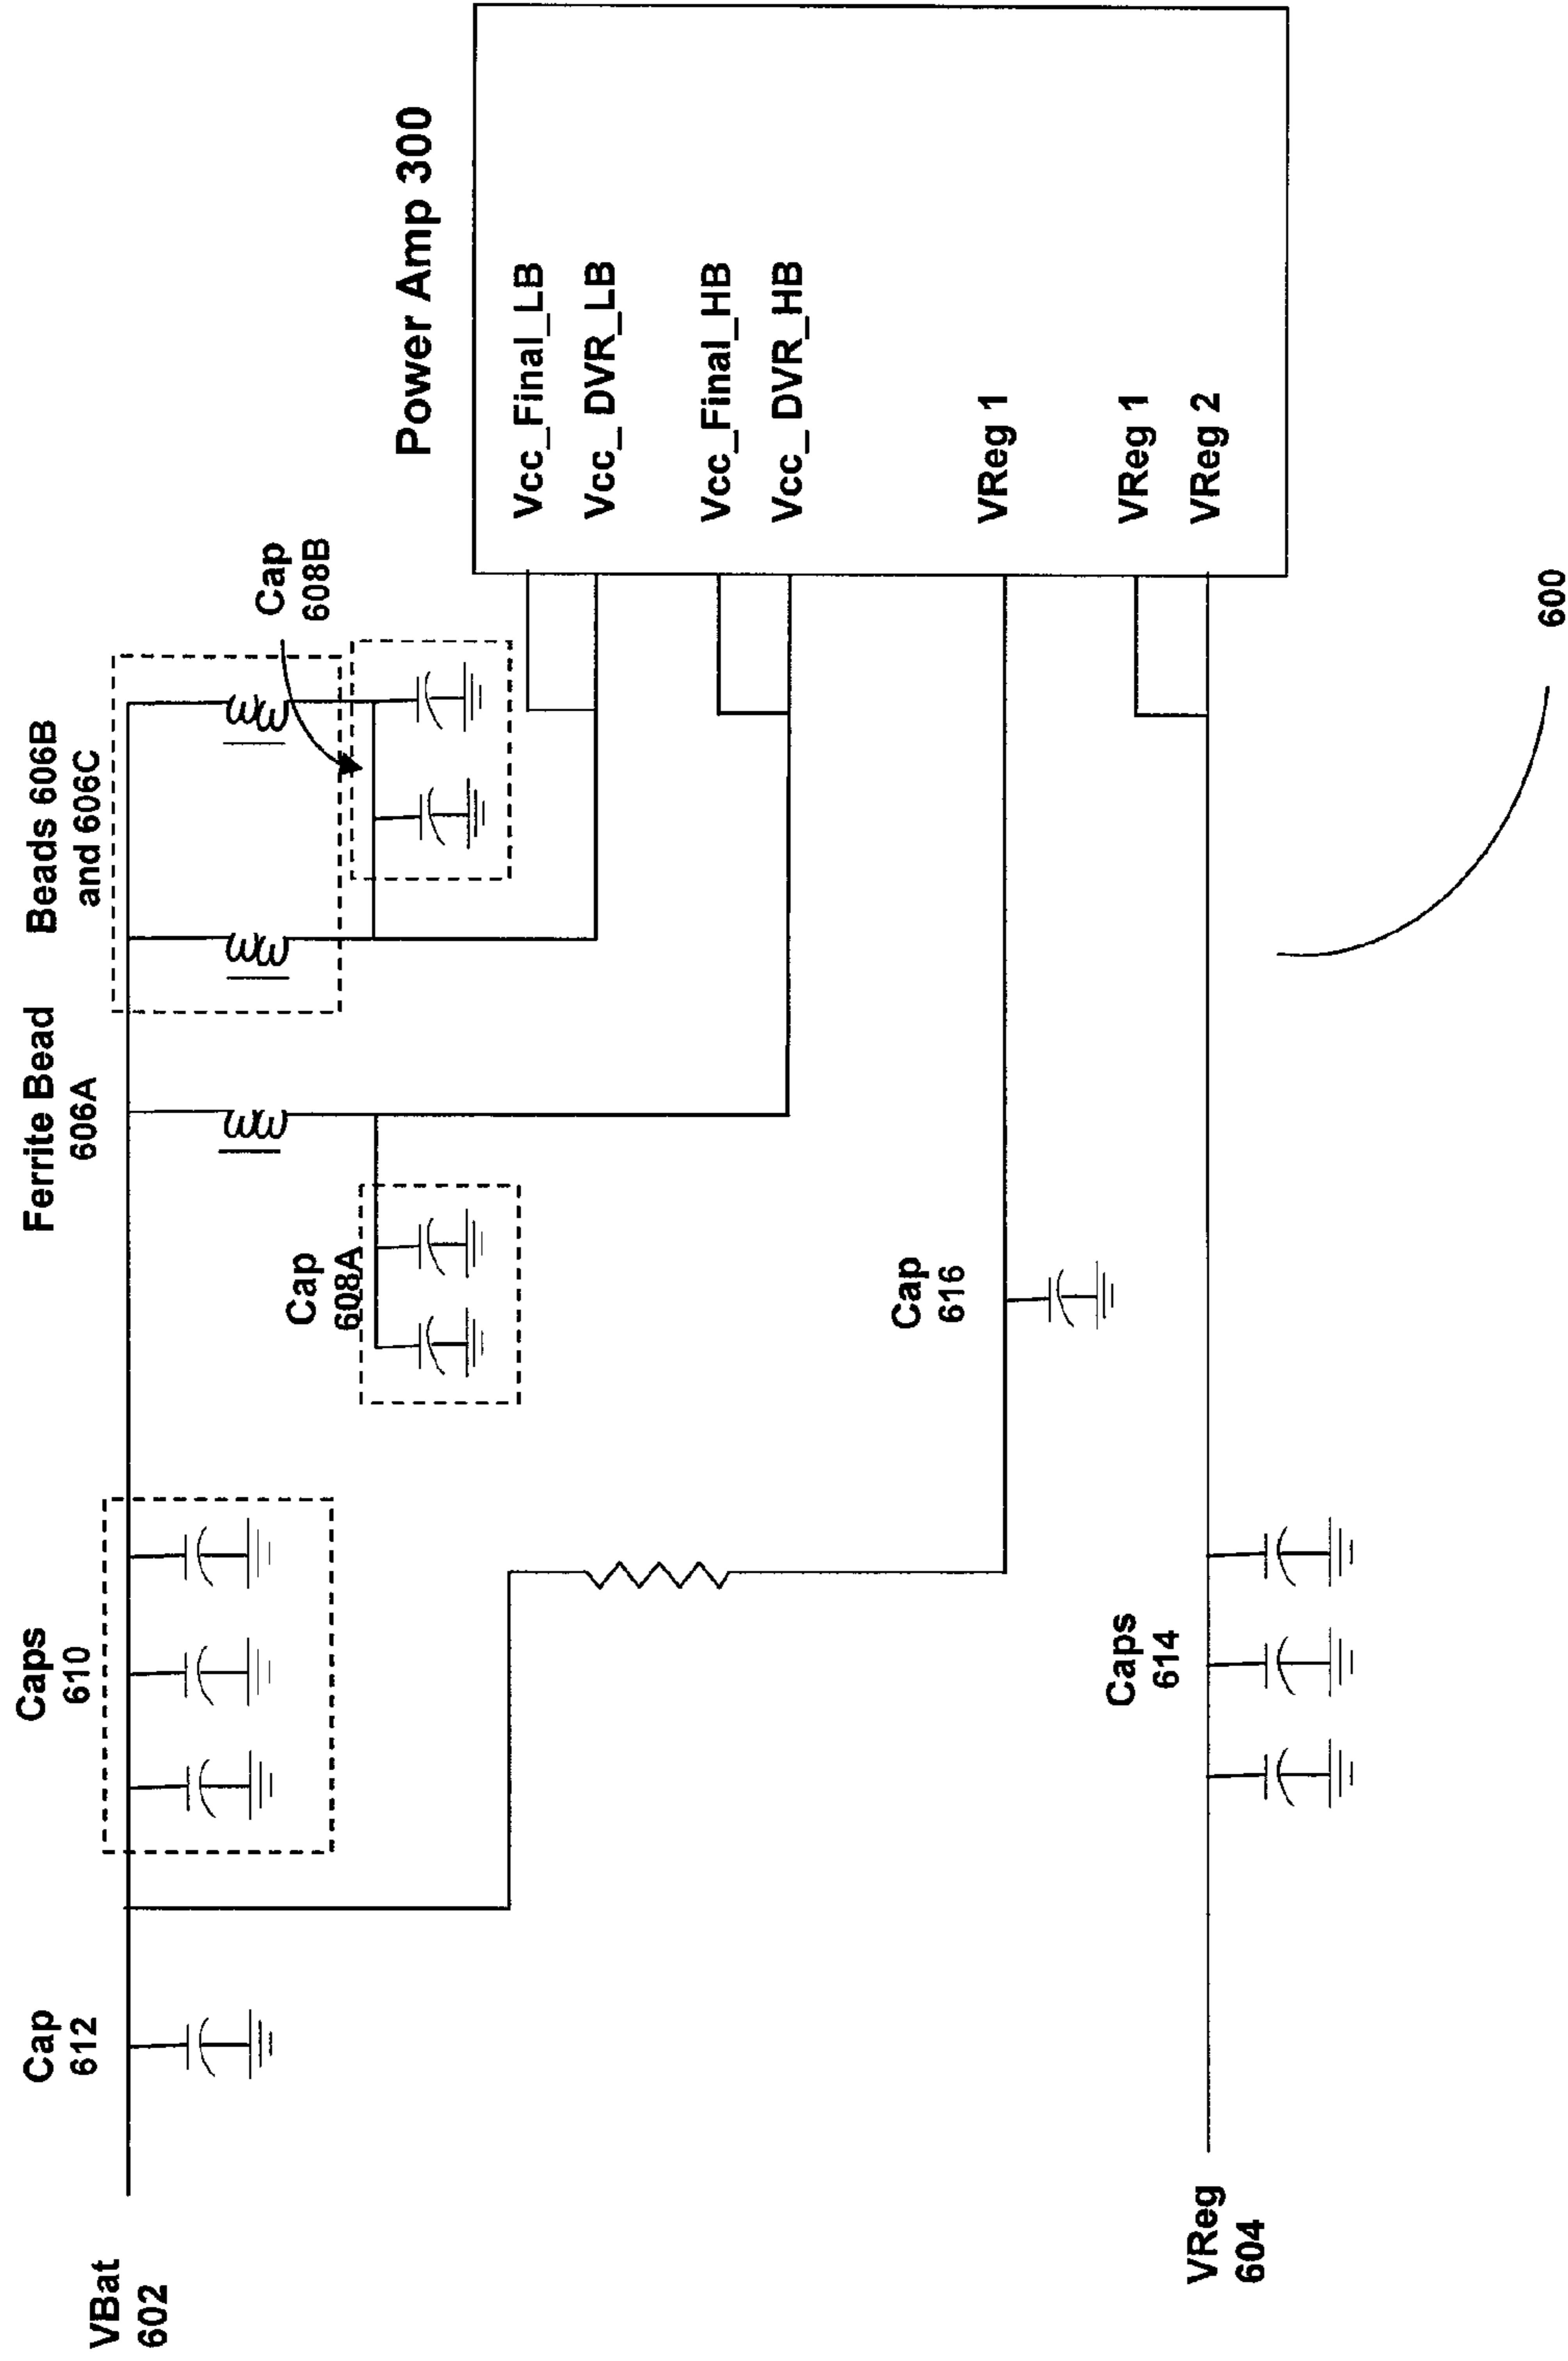 VBat
602
Cap
612
Caps
610
Ferrite Bead
606A
Beads 606B
and 606C
Cap
608A
Cap
608B
Power Amp 300
Vcc_Final_LB
Vcc_DVR_LB
Vcc_Final_HB
Vcc_DVR_HB
VReg 1
VReg 1
VReg 2
Cap
616
Caps
614
VReg
604
600